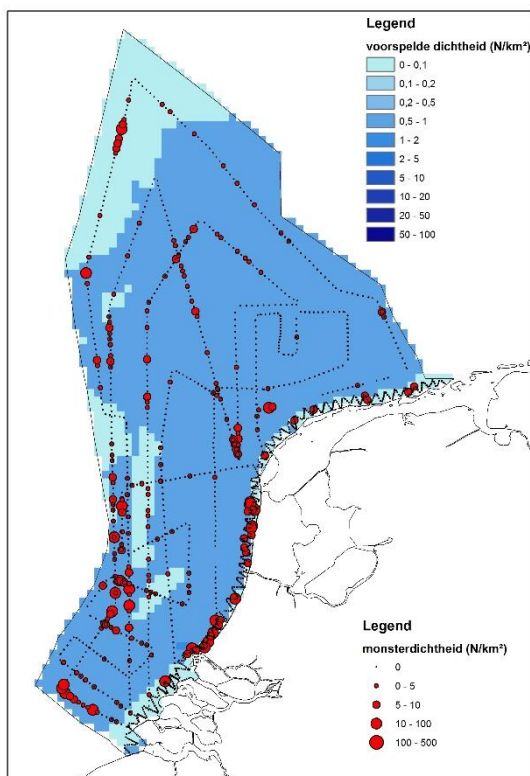 Legend
voorspelde dichtheid (N/km²)
0 - 0,1
0,1 - 0,2
0,2 - 0,5
0,5 - 1
1 - 2
2 - 5
5 - 10
10 - 20
20 - 50
50 - 100
Legend
monsterdichtheid (N/km²)
0
0 - 5
5 - 10
10 - 100
100 - 500